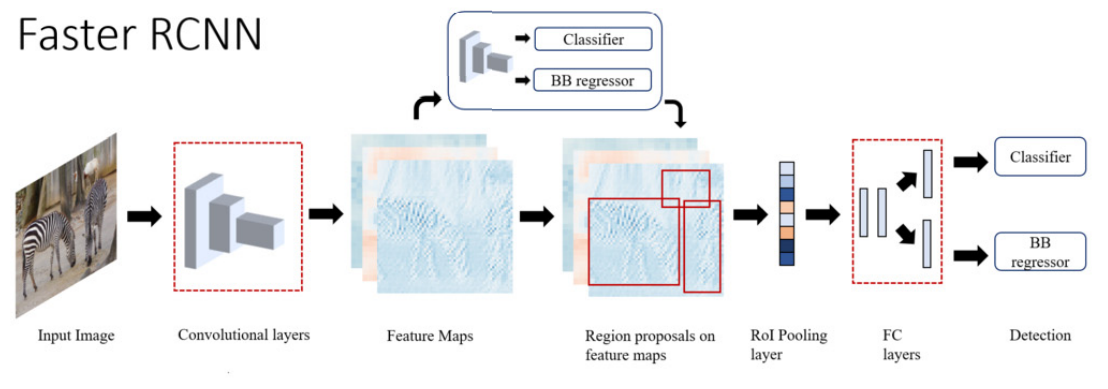 Faster RCNN
Classifier
BB regressor
Classifier
BB
regressor
Input Image
Convolutional layers
Feature Maps
Region proposals on
feature maps
RoI Pooling
layer
FC
layers
Detection